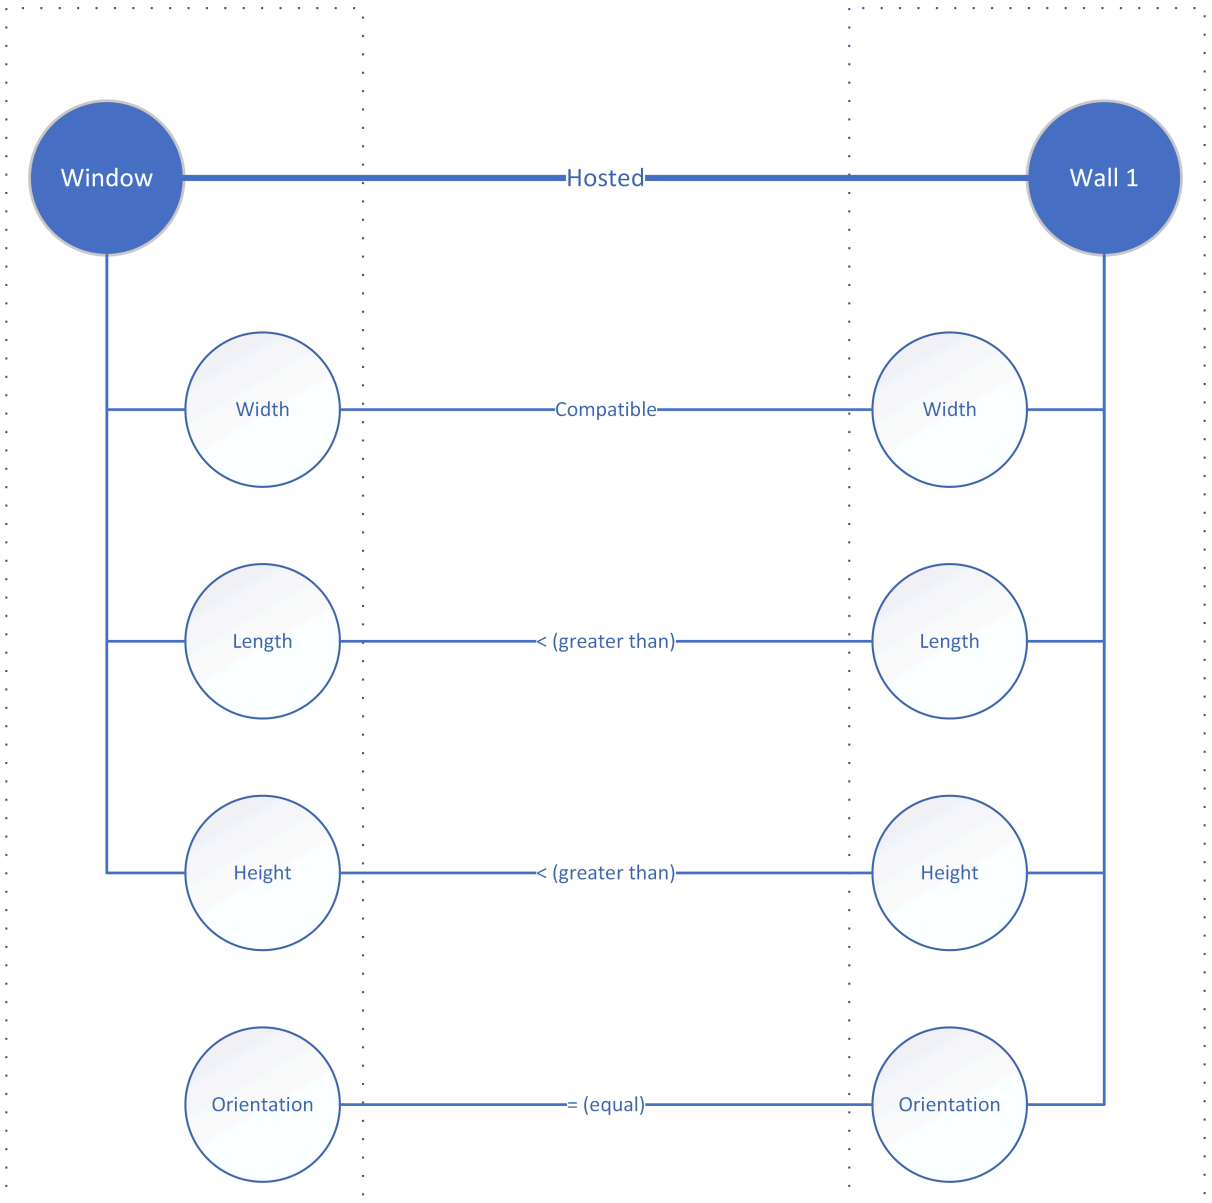 Window
Hosted
Wall 1
Width
Compatible
Width
Length
< (greater than)
Length
Height
< (greater than)
Height
Orientation
= (equal)
Orientation